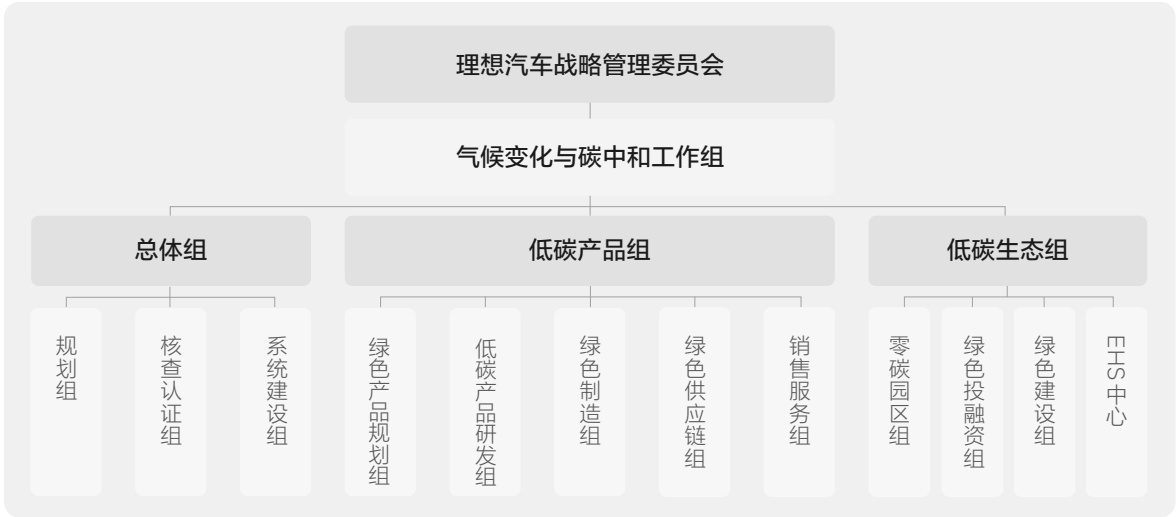 理想汽车战略管理委员会
气候变化与碳中和工作组
总体组
低碳产品组
低碳生态组
规划组
核查认证组
系统建设组
绿色产品规划组
低碳产品研发组
绿色制造组
绿色供应链组
销售服务组
零碳园区组
绿色投融资组
绿色建设组
EHS中心